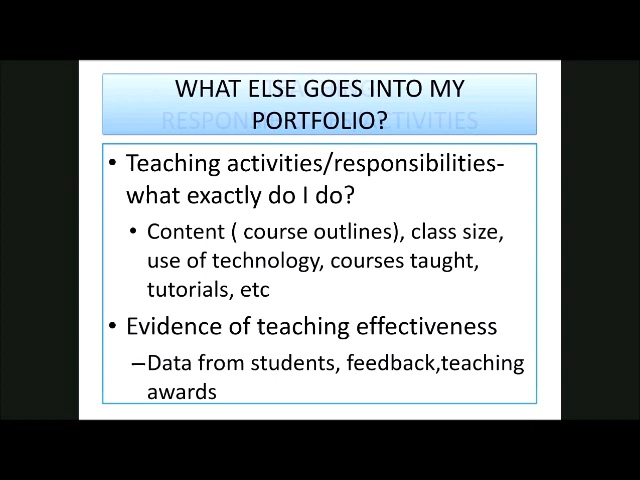 WHAT ELSE GOES INTO MY
PORTFOLIO?
• Teaching activities/responsibilities-
what exactly do I do?
• Content ( course outlines), class size,
use of technology, courses taught,
tutorials, etc
• Evidence of teaching effectiveness
–Data from students, feedback,teaching
awards